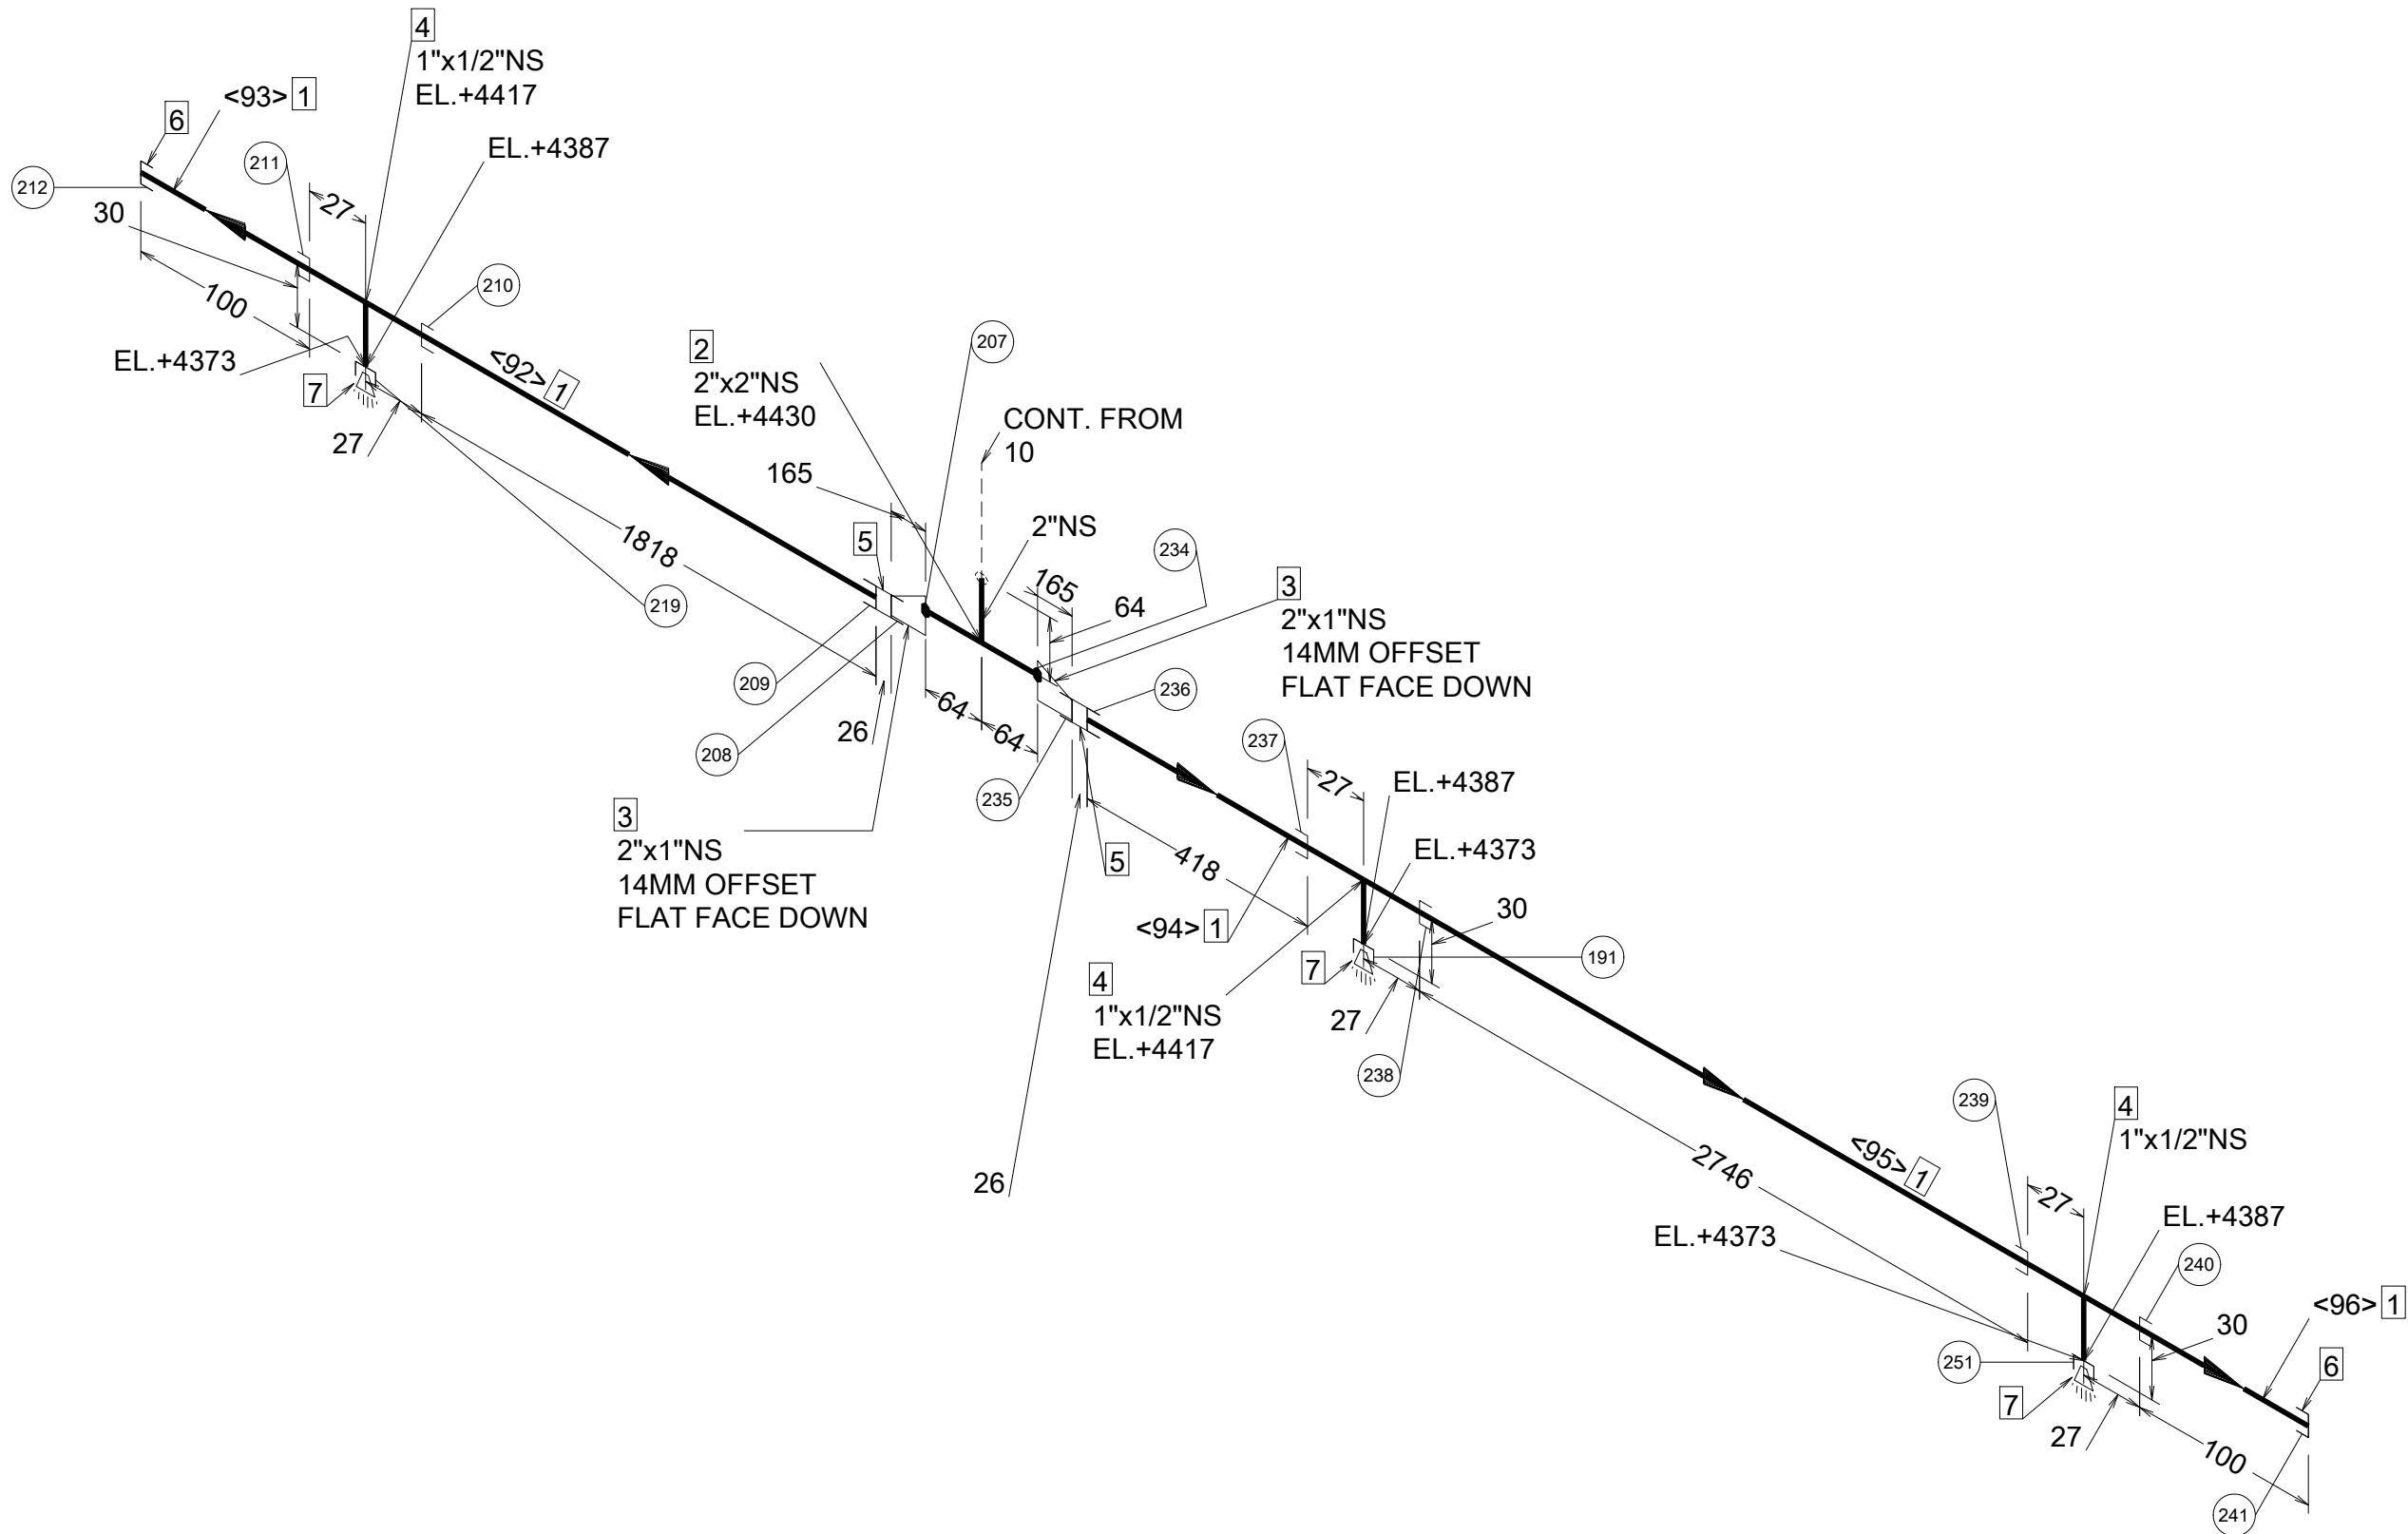 4
1"x1/2"NS
EL.+4417
<93> 1
6
EL.+4387
211
212
27
30
210
100
EL.+4373
<92> 1
7
27
2
2"x2"NS
EL.+4430
207
CONT. FROM
10
165
2"NS
1818
5
234
165
64
3
2"x1"NS
14MM OFFSET
FLAT FACE DOWN
219
209
236
64
64
26
208
237
235
27
EL.+4387
3
2"x1"NS
14MM OFFSET
FLAT FACE DOWN
5
418
EL.+4373
<94> 1
30
191
7
4
1"x1/2"NS
EL.+4417
27
238
26
2746
239
4
1"x1/2"NS
<95> 1
27
EL.+4387
EL.+4373
240
<96> 1
30
6
251
7
27
100
241